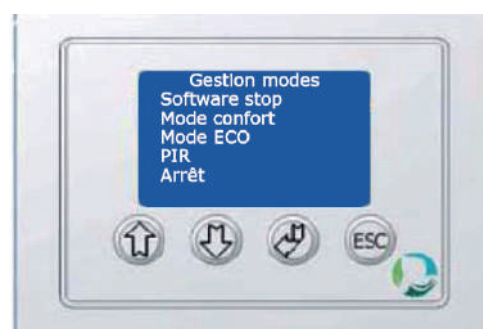 Gestion modes
Software stop
Mode confort
Mode ECO
PIR
Arrêt
ESC